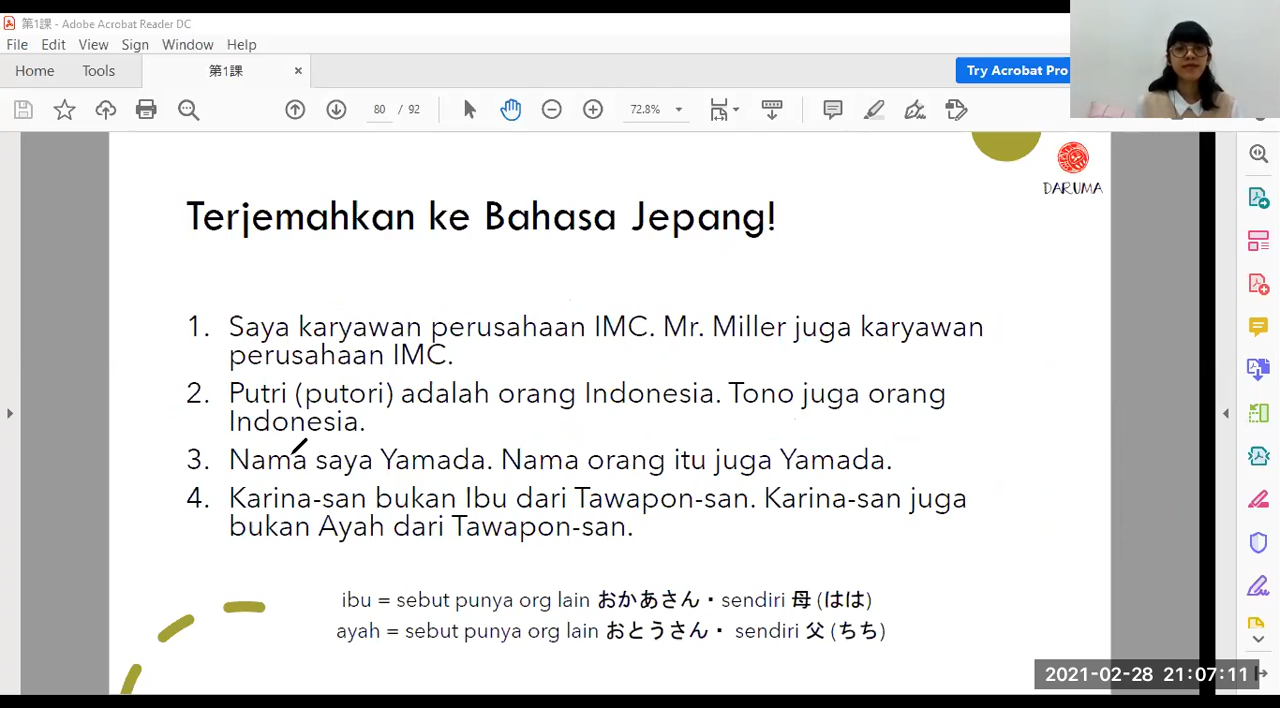 第1課 - Adobe Acrobat Reader DC
File Edit View Sign Window Help
Home Tools 第1課 × Try Acrobat Pro
80 / 92 72.8%
DARUMA
Terjemahkan ke Bahasa Jepang!
1. Saya karyawan perusahaan IMC. Mr. Miller juga karyawan
perusahaan IMC.
2. Putri (putori) adalah orang Indonesia. Tono juga orang
Indonesia.
3. Nama saya Yamada. Nama orang itu juga Yamada.
4. Karina-san bukan Ibu dari Tawapon-san. Karina-san juga
bukan Ayah dari Tawapon-san.
ibu = sebut punya org lain おかあさん・sendiri 母 (はは)
ayah = sebut punya org lain おとうさん・ sendiri 父 (ちち)
2021-02-28 21:07:11